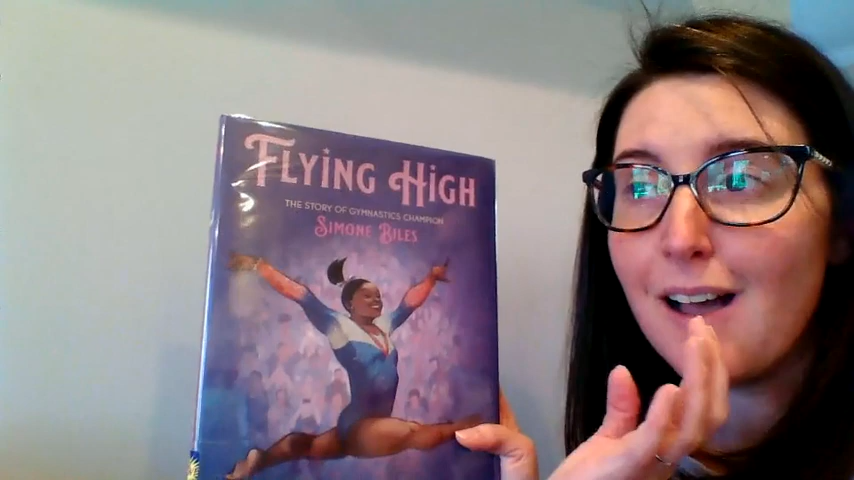 FLYING HIGH
THE STORY OF GYMNASTICS CHAMPION
SIMONE BILES